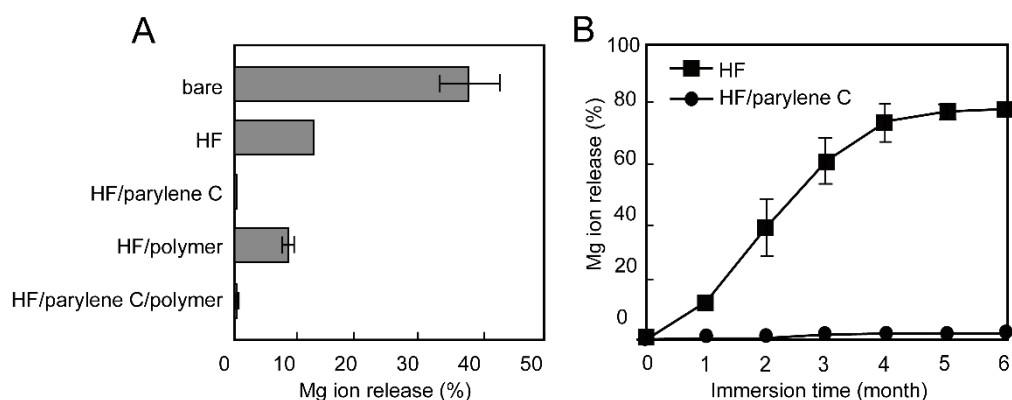 A
bare
HF
HF/parylene C
HF/polymer
HF/parylene C/polymer
0 10 30 30 50
Mg ion release (%)
B
100
80
60
40
20
0
Mg ion release (%)
HF
HF/parylene C
0 1 2 3 4 5 6
Immersion time (month)